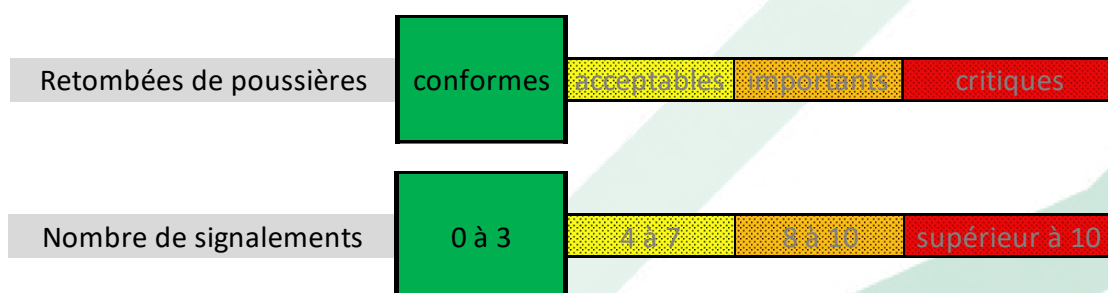 Retombées de poussières conformes acceptables importants critiques
Nombre de signalements 0 à 3 4 à 7 8 à 10 supérieur à 10